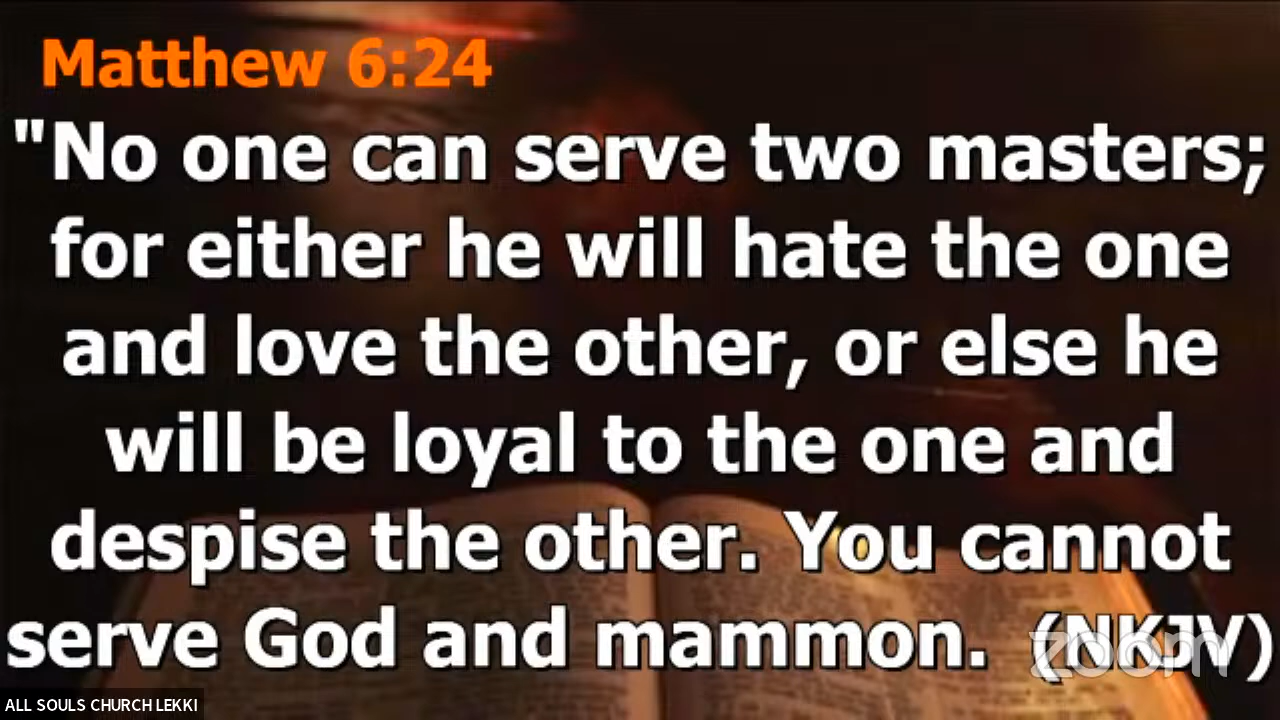 Matthew 6:24
"No one can serve two masters;
for either he will hate the one
and love the other, or else he
will be loyal to the one and
despise the other. You cannot
serve God and mammon. (NKJV)
zoom
ALL SOULS CHURCH LEKKI